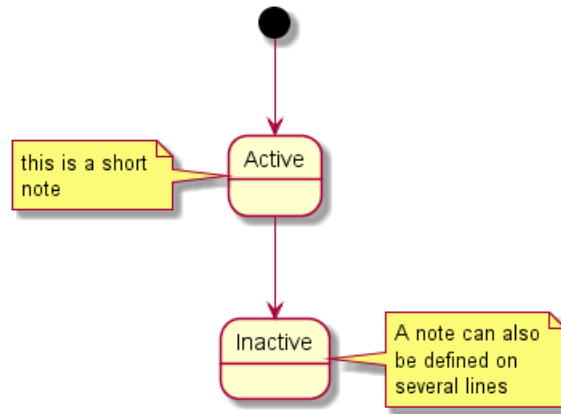 Active
this is a short
note
Inactive
A note can also
be defined on
several lines